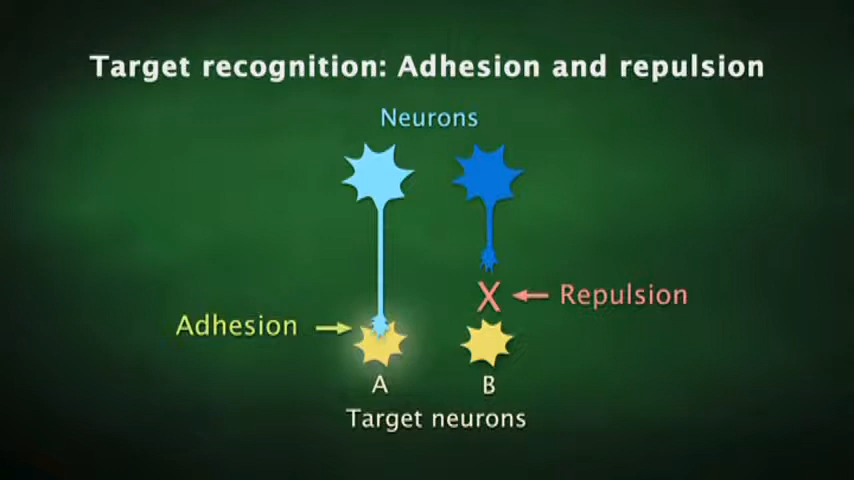 Target recognition: Adhesion and repulsion
Neurons
X
Repulsion
Adhesion
A
B
Target neurons